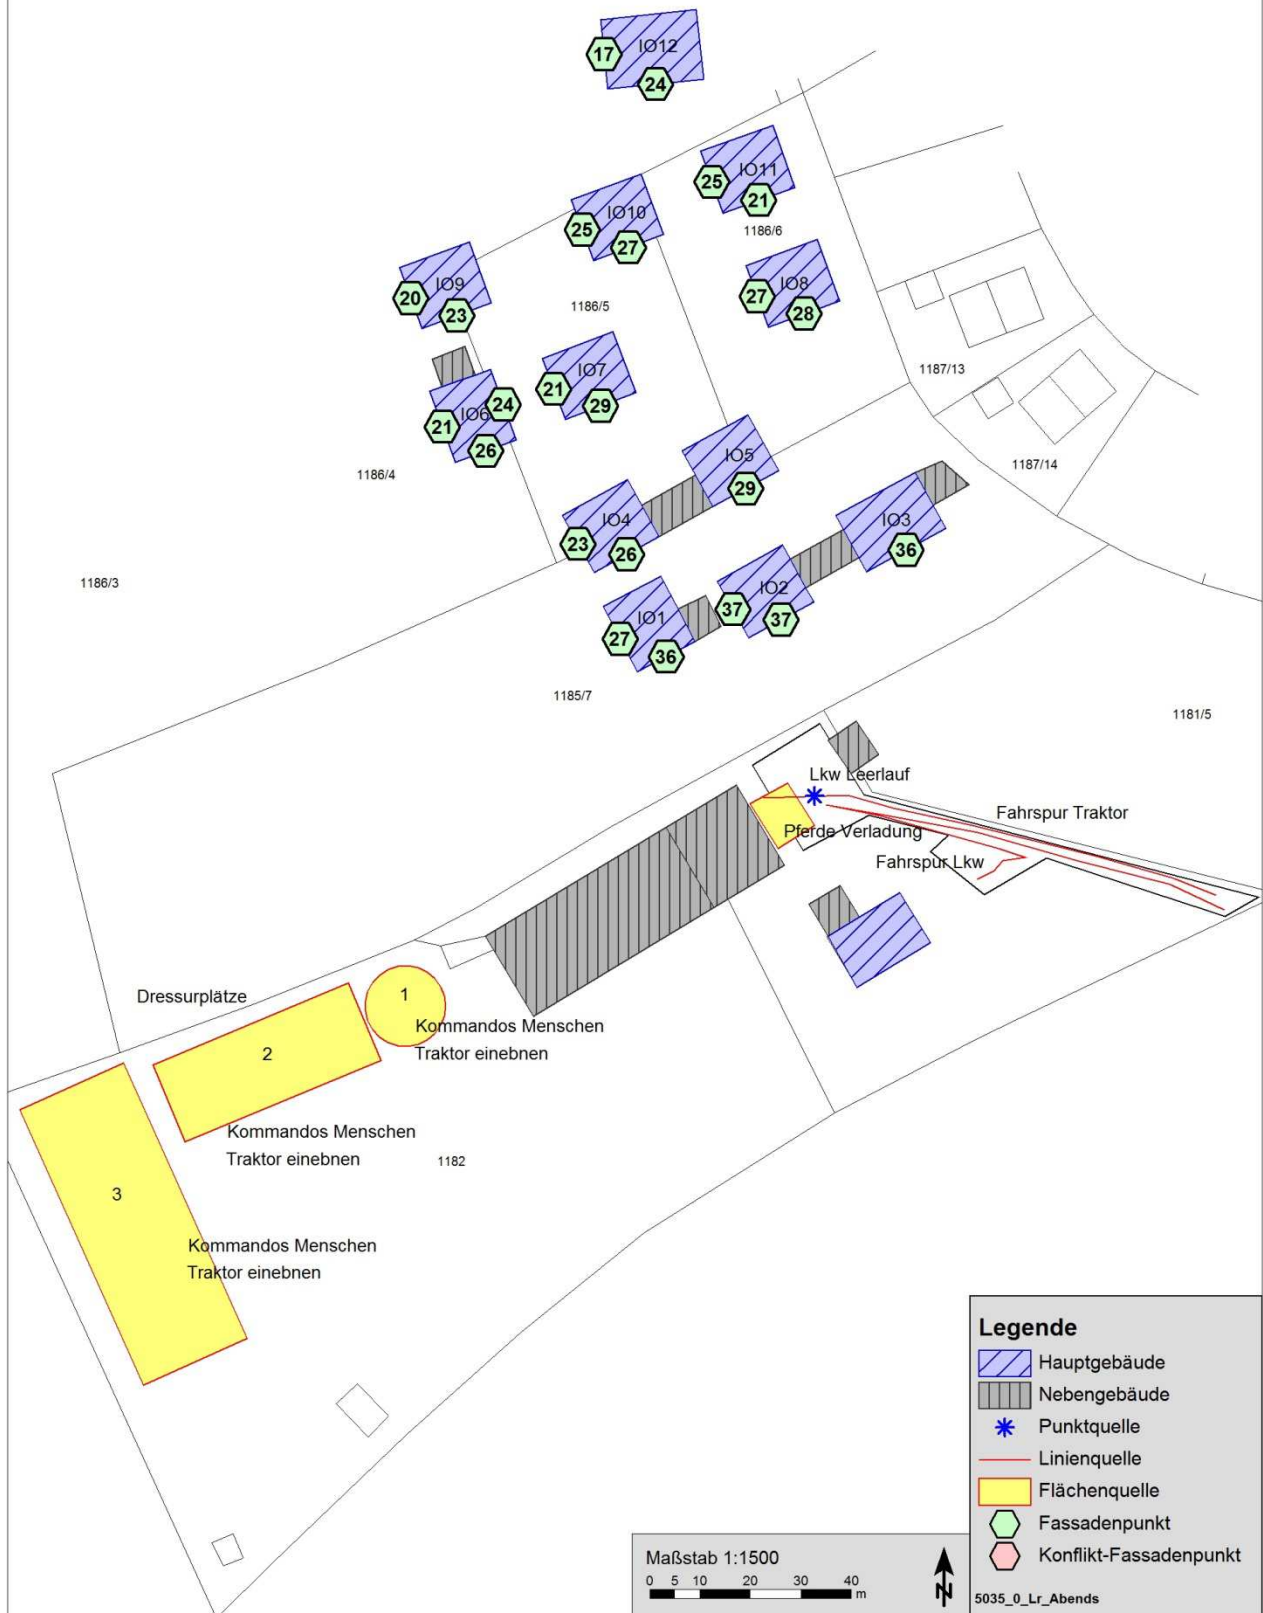 IO12
17
24
IO11
25
21
1186/6
IO10
25
27
IO9
20
23
IO8
27
28
1186/5
1187/13
IO7
21
29
IO6
24
21
26
1186/4
IO5
29
1187/14
IO4
23
26
IO3
36
1186/3
IO2
37
37
IO1
27
36
1185/7
1181/5
Lkw Leerlauf
Fahrspur Traktor
Pferde Verladung
Fahrspur Lkw
Dressurplätze
1
Kommandos Menschen
Traktor einebnen
2
Kommandos Menschen
Traktor einebnen
1182
3
Kommandos Menschen
Traktor einebnen
Legende
Hauptgebäude
Nebengebäude
Punktquelle
Linienquelle
Flächenquelle
Fassadenpunkt
Konflikt-Fassadenpunkt
5035_0_Lr_Abends
Maßstab 1:1500
0 5 10 20 30 40
m
N